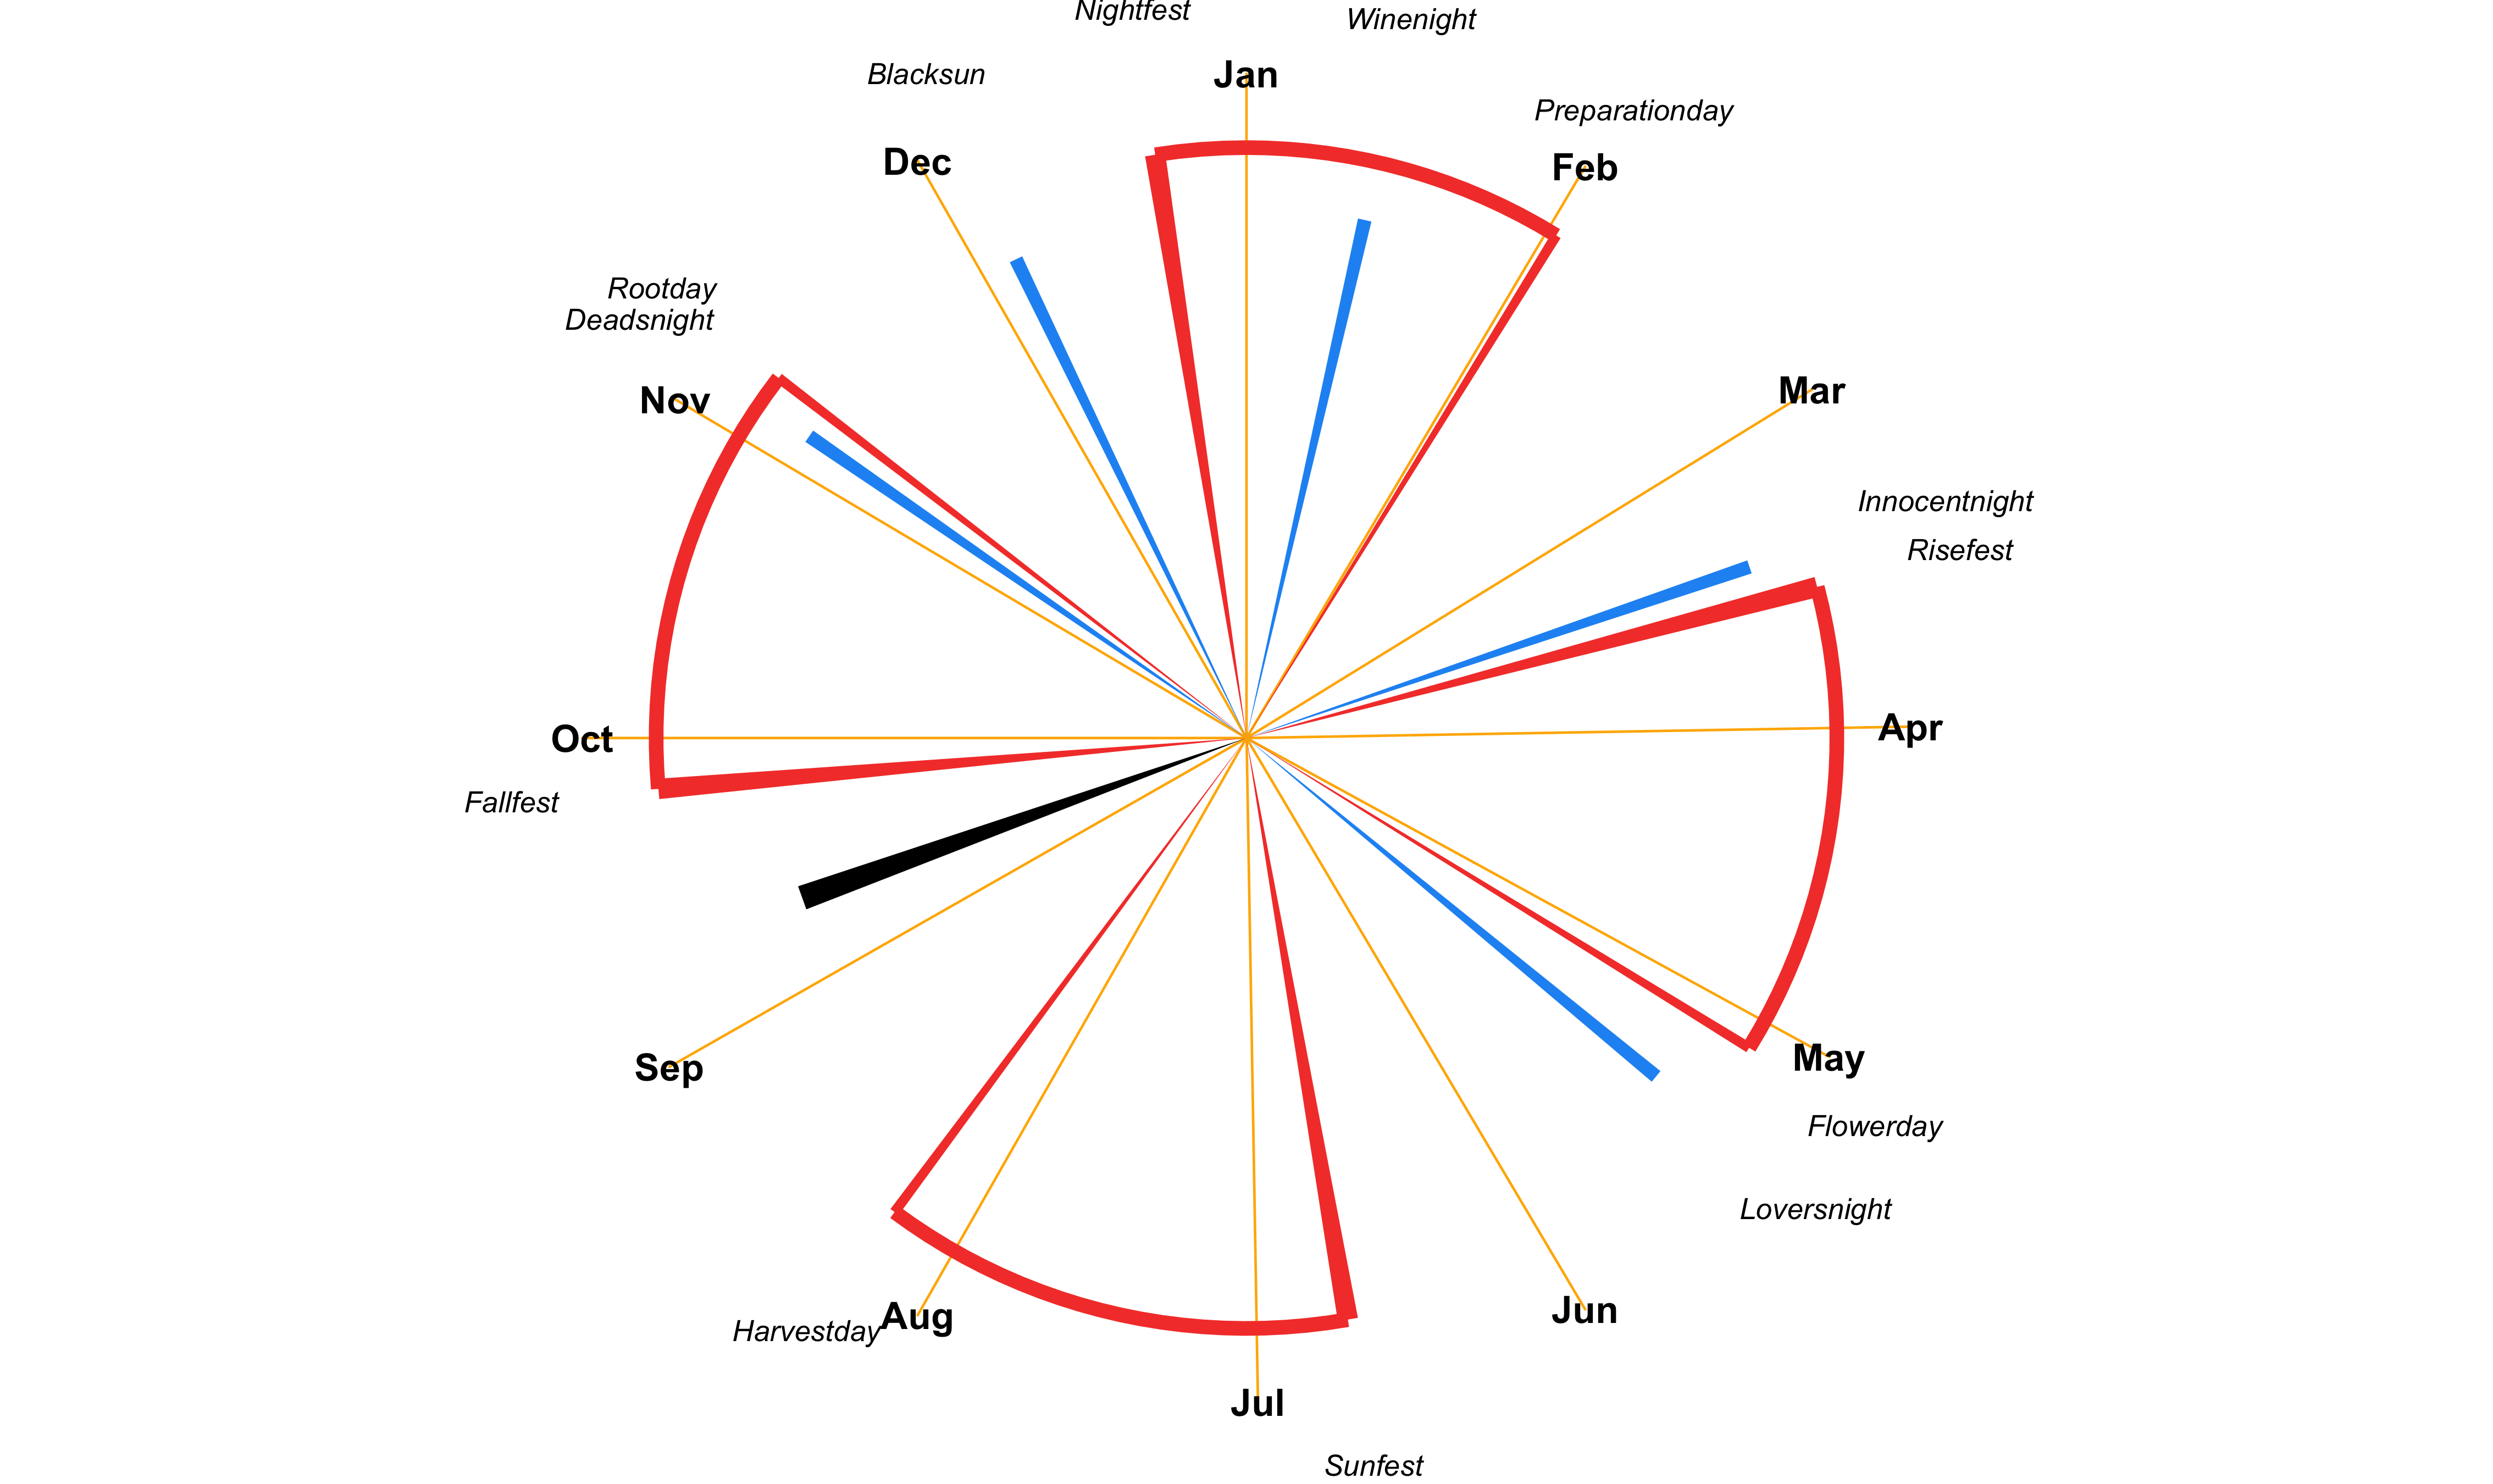 Nightfest
Winenight
Blacksun
Jan
Preparationday
Dec
Feb
Rootday
Deadsnight
Nov
Mar
Innocentnight
Risefest
Oct
Apr
Fallfest
Sep
May
Flowerday
Loversnight
Harvestday
Aug
Jun
Jul
Sunfest